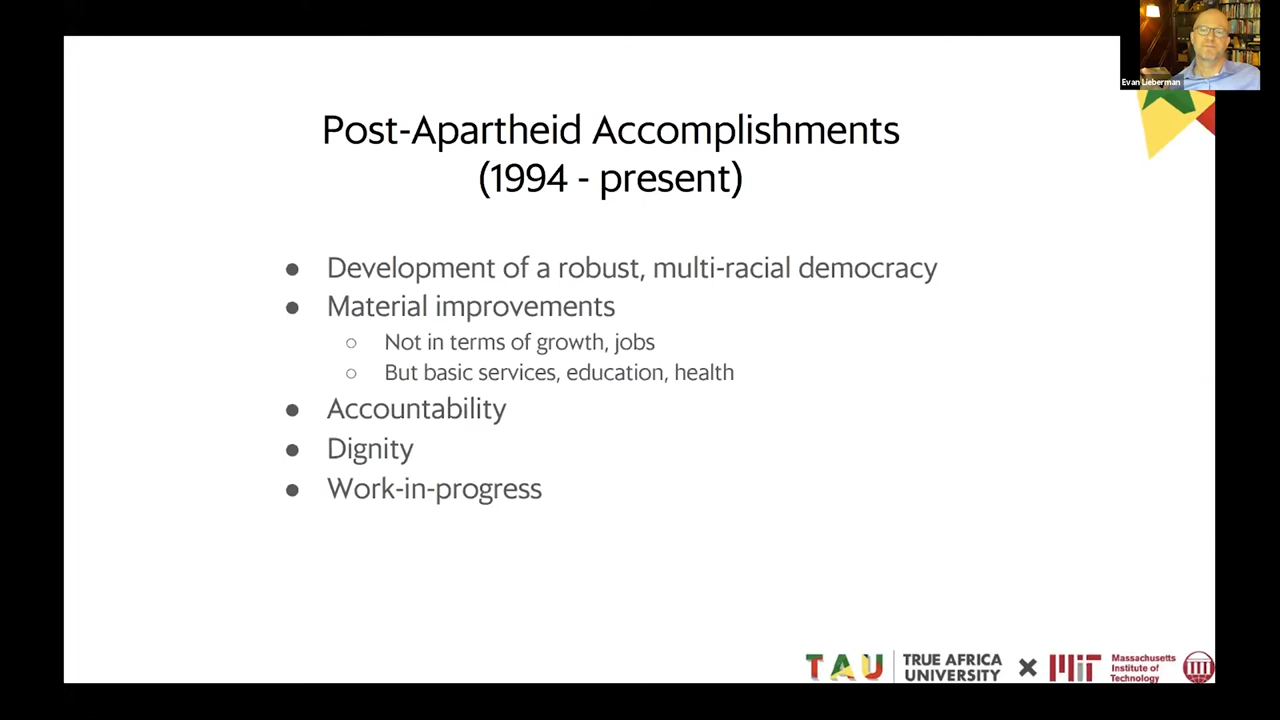 Evan Lieberman
Post-Apartheid Accomplishments
(1994 - present)
● Development of a robust, multi-racial democracy
● Material improvements
○ Not in terms of growth, jobs
○ But basic services, education, health
● Accountability
● Dignity
● Work-in-progress
TAU
TRUE AFRICA
UNIVERSITY
MIT
Massachusetts
Institute of
Technology